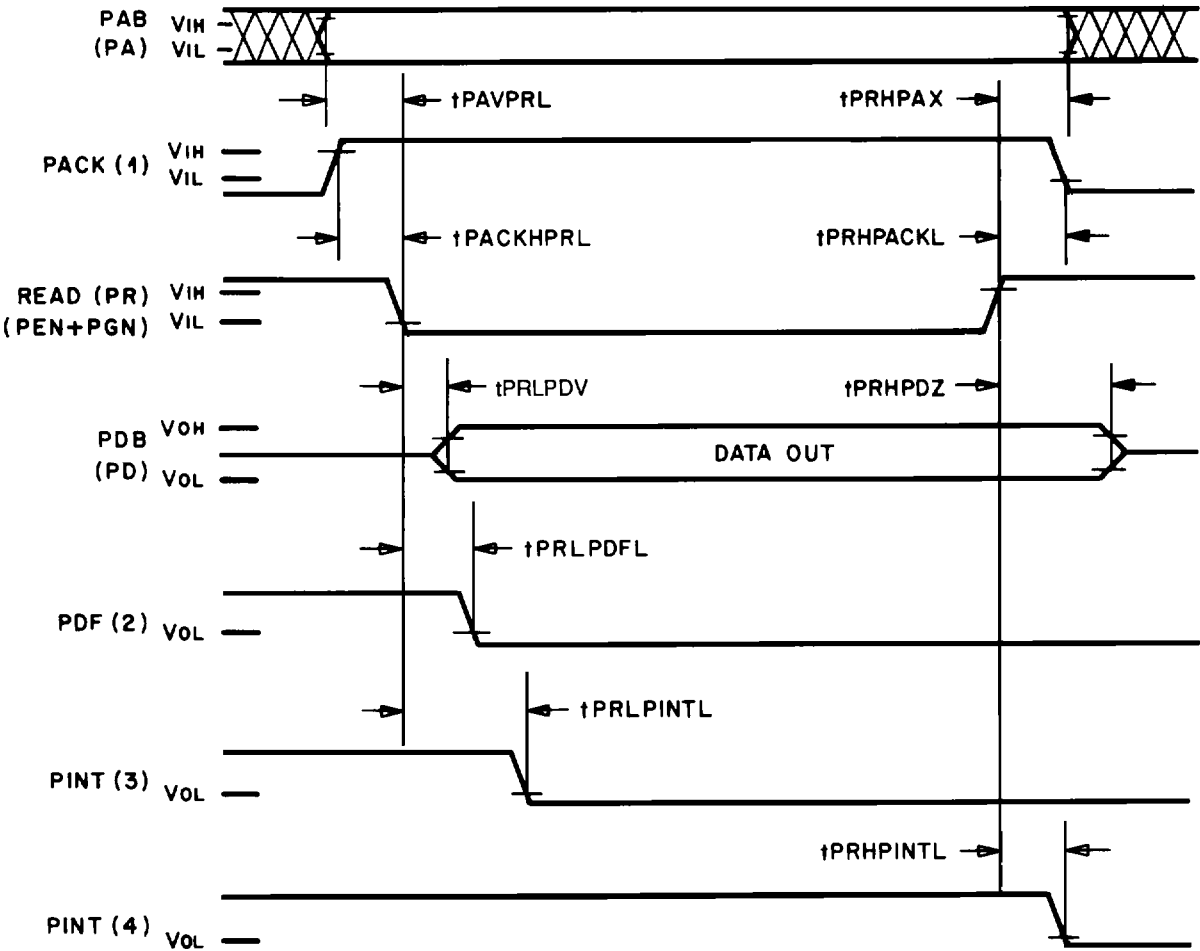 PAB VIH
(PA) VIL
tPAVPRL tPRHPAX
PACK (1) VIH
VIL
tPACKHPRL tPRHPACKL
READ (PR) VIH
(PEN+PGN) VIL
tPRLPDV tPRHPDZ
PDB VOH
(PD) VOL
DATA OUT
tPRLPDFL
PDF (2) VOL
tPRLPINTL
PINT (3) VOL
tPRHPINTL
PINT (4) VOL